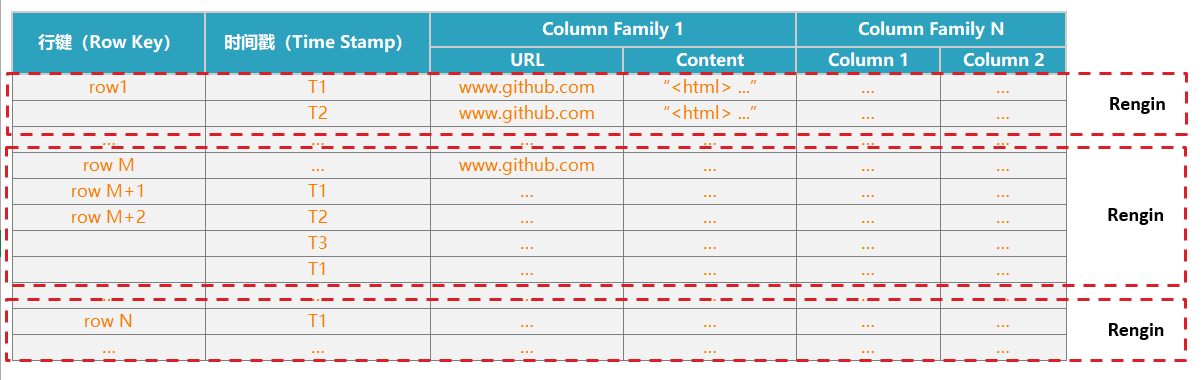 行键（Row Key） 时间戳（Time Stamp） Column Family 1 Column Family N
URL Content Column 1 Column 2
row1 T1 www.github.com “<html> ...” ... ... Rengin
T2 www.github.com “<html> ...” ... ...
... ... ... ... ... ...
row M ... www.github.com ... ... ...
row M+1 T1 ... ... ... ...
row M+2 T2 ... ... ... ... Rengin
T3 ... ... ... ...
T1 ... ... ... ...
... ... ... ... ... ...
row N T1 ... ... ... ... Rengin
... ... ... ... ... ...